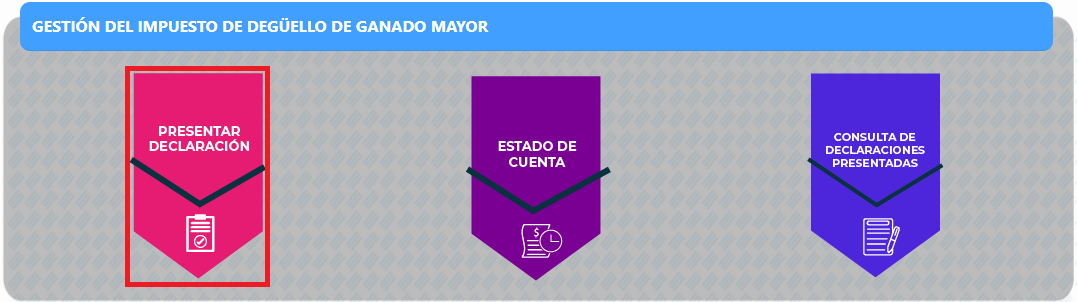 GESTIÓN DEL IMPUESTO DE DEGÜELLO DE GANADO MAYOR
PRESENTAR
DECLARACIÓN
ESTADO DE
CUENTA
CONSULTA DE
DECLARACIONES
PRESENTADAS
$